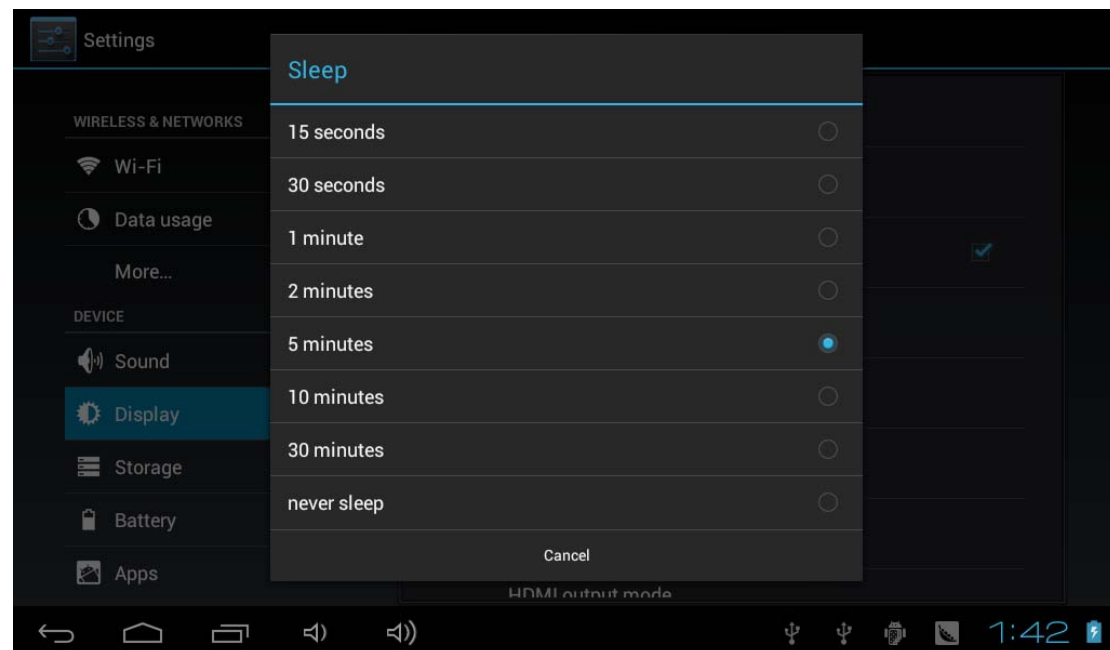 Settings
Sleep
WIRELESS & NETWORKS
Wi-Fi
Data usage
More...
DEVICE
Sound
Display
Storage
Battery
Apps
15 seconds
30 seconds
1 minute
2 minutes
5 minutes
10 minutes
30 minutes
never sleep
Cancel
HDMI output mode
1:42